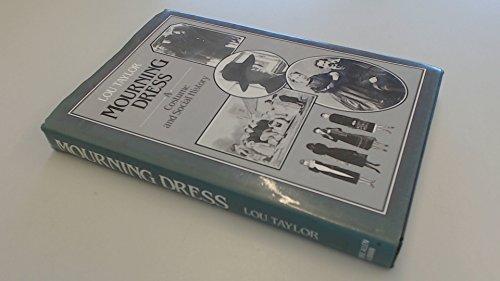 LOU TAYLOR
MOURNING
DRESS
A
Costume
and Social History
MOURNING DRESS
LOU TAYLOR